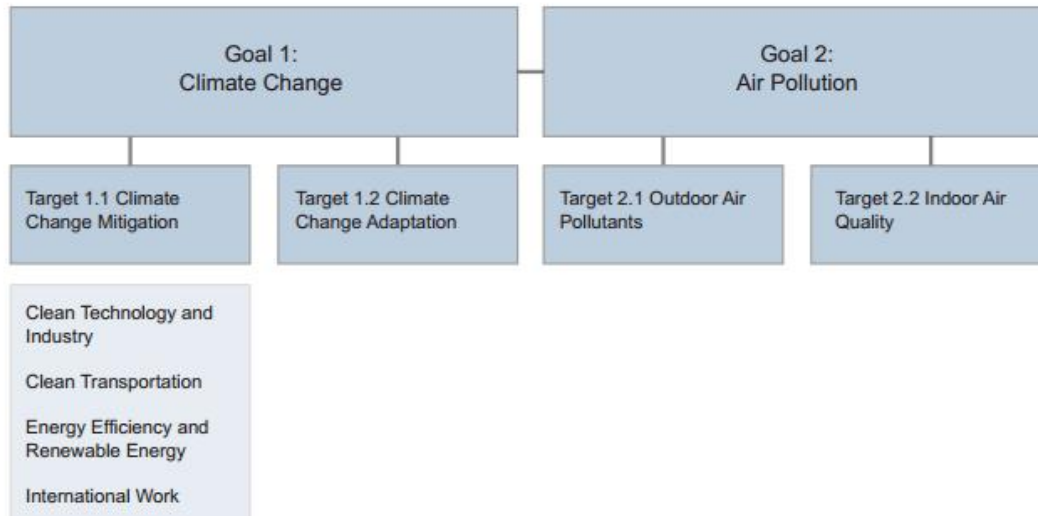 Goal 1:
Climate Change
Goal 2:
Air Pollution
Target 1.1 Climate
Change Mitigation
Target 1.2 Climate
Change Adaptation
Target 2.1 Outdoor Air
Pollutants
Target 2.2 Indoor Air
Quality
Clean Technology and
Industry
Clean Transportation
Energy Efficiency and
Renewable Energy
International Work